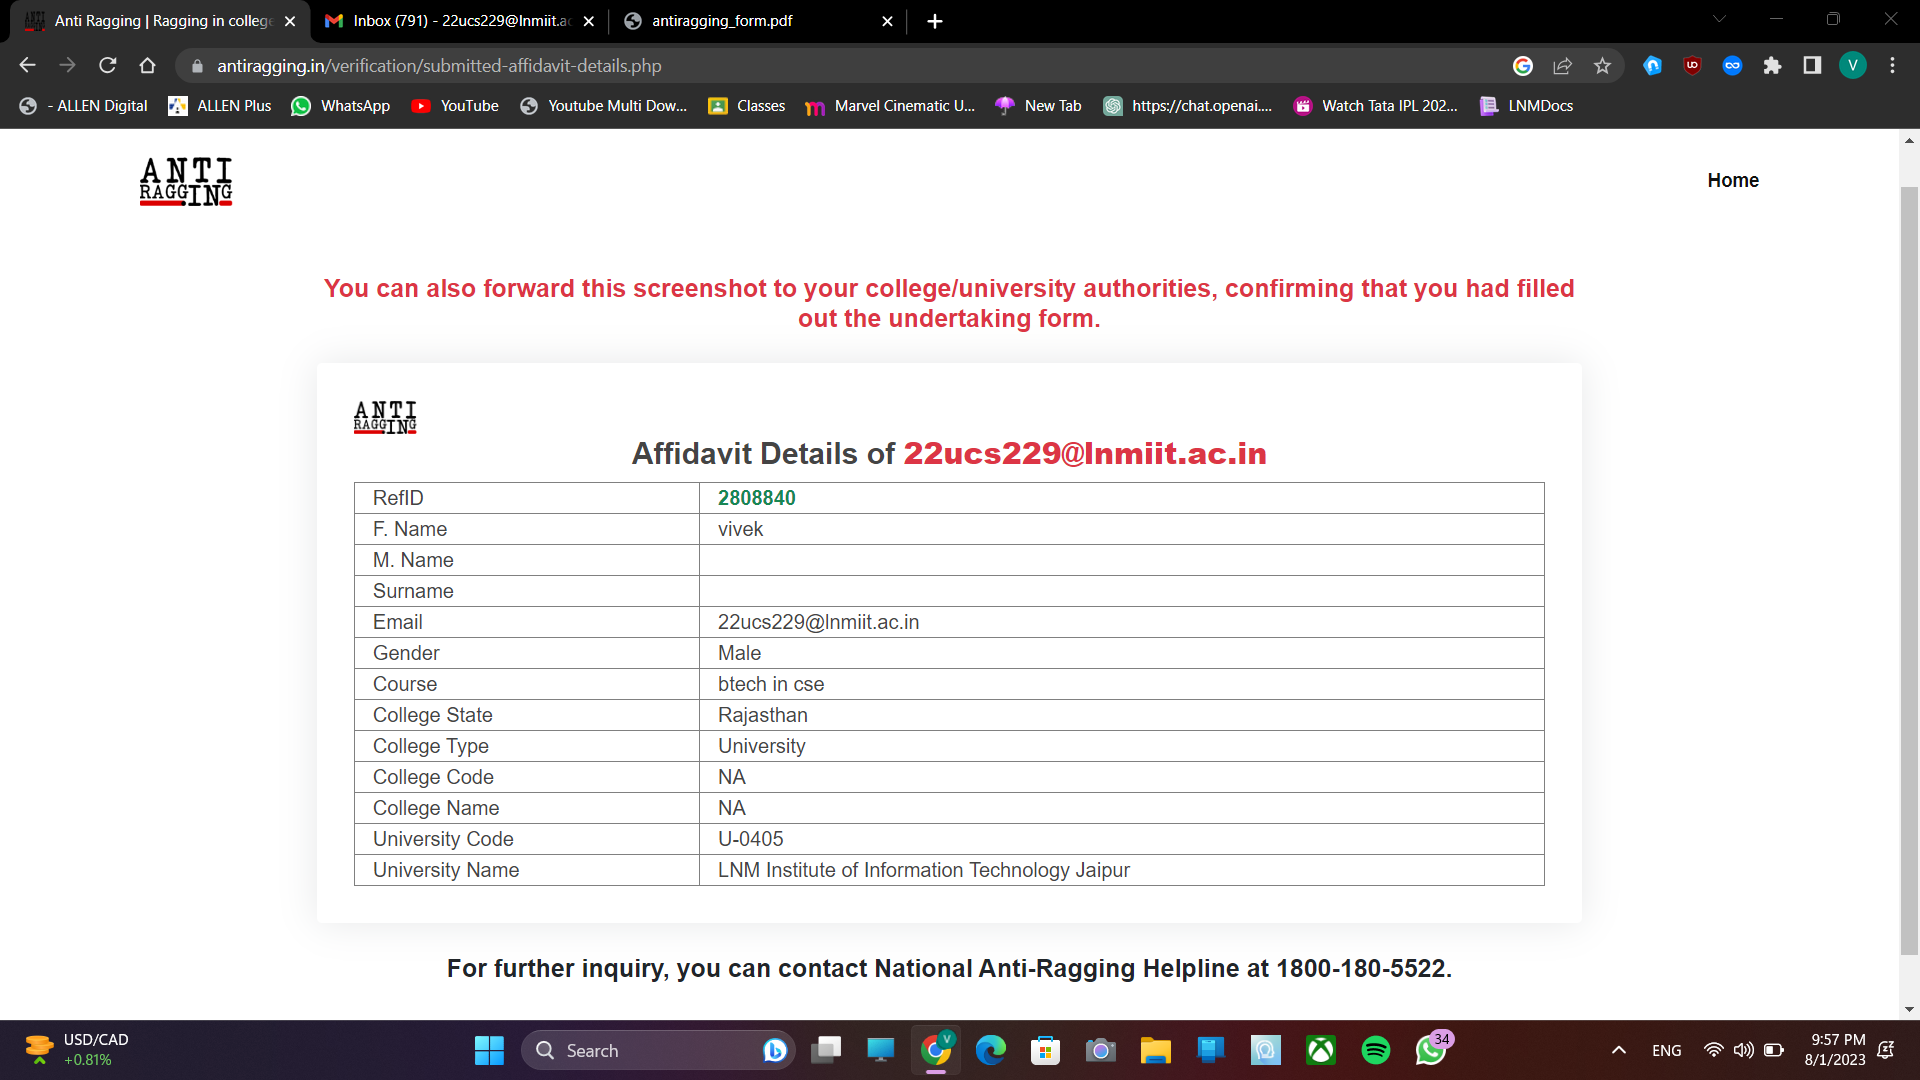 Anti Ragging | Ragging in college
Inbox (791) - 22ucs229@lnmiit.ac
antiragging_form.pdf
antiragging.in/verification/submitted-affidavit-details.php
V
- ALLEN Digital
ALLEN Plus
WhatsApp
YouTube
Youtube Multi Dow...
Classes
Marvel Cinematic U...
New Tab
https://chat.openai....
Watch Tata IPL 202...
LNMDocs
ANTI
RAGGING
Home
You can also forward this screenshot to your college/university authorities, confirming that you had filled
out the undertaking form.
ANTI
RAGGING
Affidavit Details of 22ucs229@lnmiit.ac.in
RefID 2808840
F. Name vivek
M. Name
Surname
Email 22ucs229@lnmiit.ac.in
Gender Male
Course btech in cse
College State Rajasthan
College Type University
College Code NA
College Name NA
University Code U-0405
University Name LNM Institute of Information Technology Jaipur
For further inquiry, you can contact National Anti-Ragging Helpline at 1800-180-5522.
USD/CAD
+0.81%
Search
V
34
ENG
9:57 PM
8/1/2023